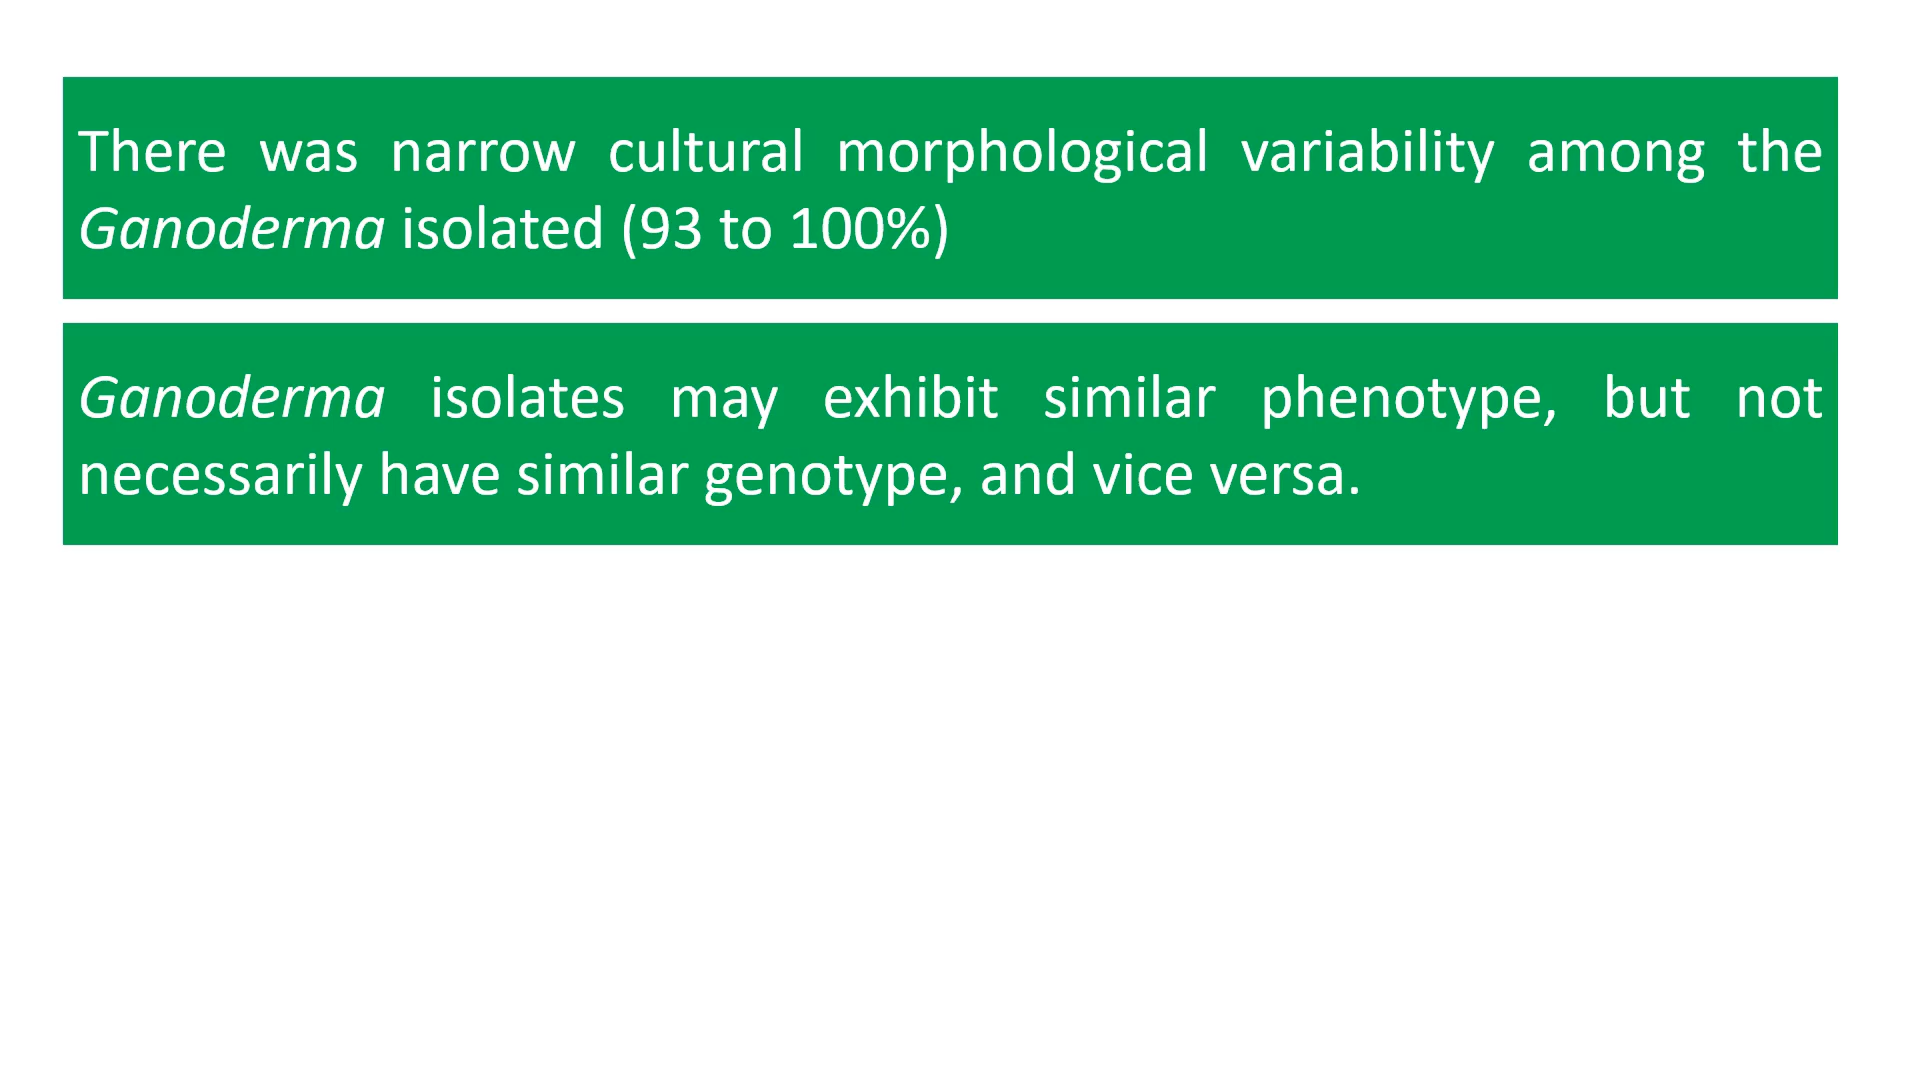 There was narrow cultural morphological variability among the
Ganoderma isolated (93 to 100%)
Ganoderma isolates may exhibit similar phenotype, but not
necessarily have similar genotype, and vice versa.